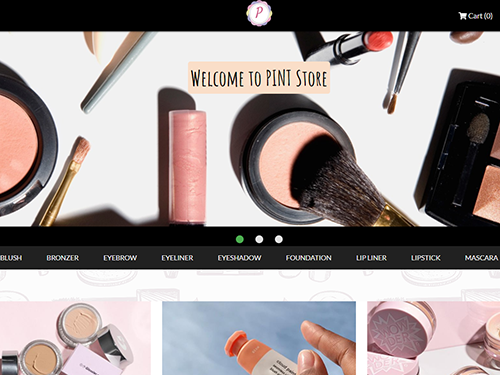 P
Cart (0)
Welcome to PINT Store
BLUSH BRONZER EYEBROW EYELINER EYESHADOW FOUNDATION LIP LINER LIPSTICK MASCARA